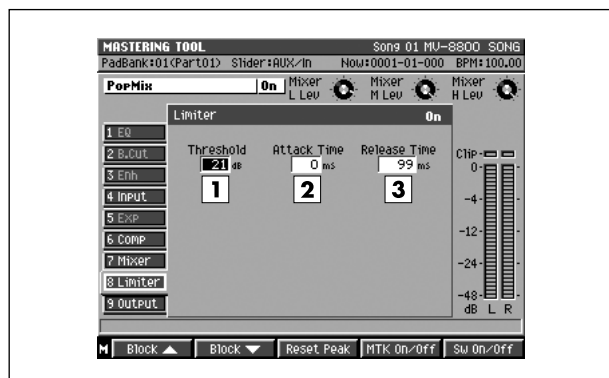 MASTERING TOOL Song 01 MV-8800 SONG
PadBank:01(Part01) Slider:AUX/In Now:0001-01-000 BPM:100.00
PopMix On Mixer L Lev Mixer M Lev Mixer H Lev
Limiter On
1 EQ
2 B.Cut
3 Enh
4 Input
5 Exp
6 Comp
7 Mixer
8 Limiter
9 Output
Threshold Attack Time Release Time
21 dB 0 ms 99 ms
1 2 3
Clip
0
-4
-12
-24
-48
dB L R
M Block ▲ Block ▼ Reset Peak MTK On/Off SW On/Off